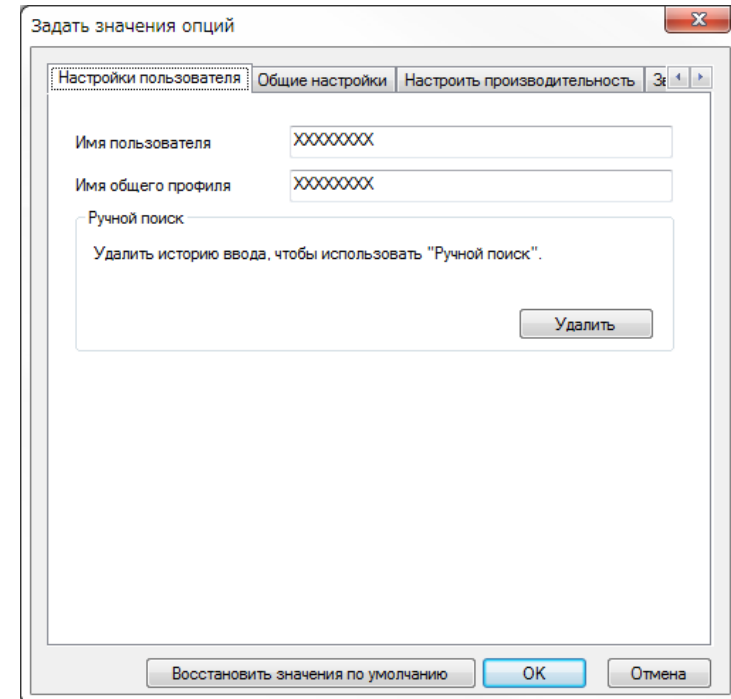 Задать значения опций
Настройки пользователя Общие настройки Настроить производительность
Имя пользователя XXXXXXXX
Имя общего профиля XXXXXXXX
Ручной поиск
Удалить историю ввода, чтобы использовать "Ручной поиск".
Удалить
Восстановить значения по умолчанию OK Отмена